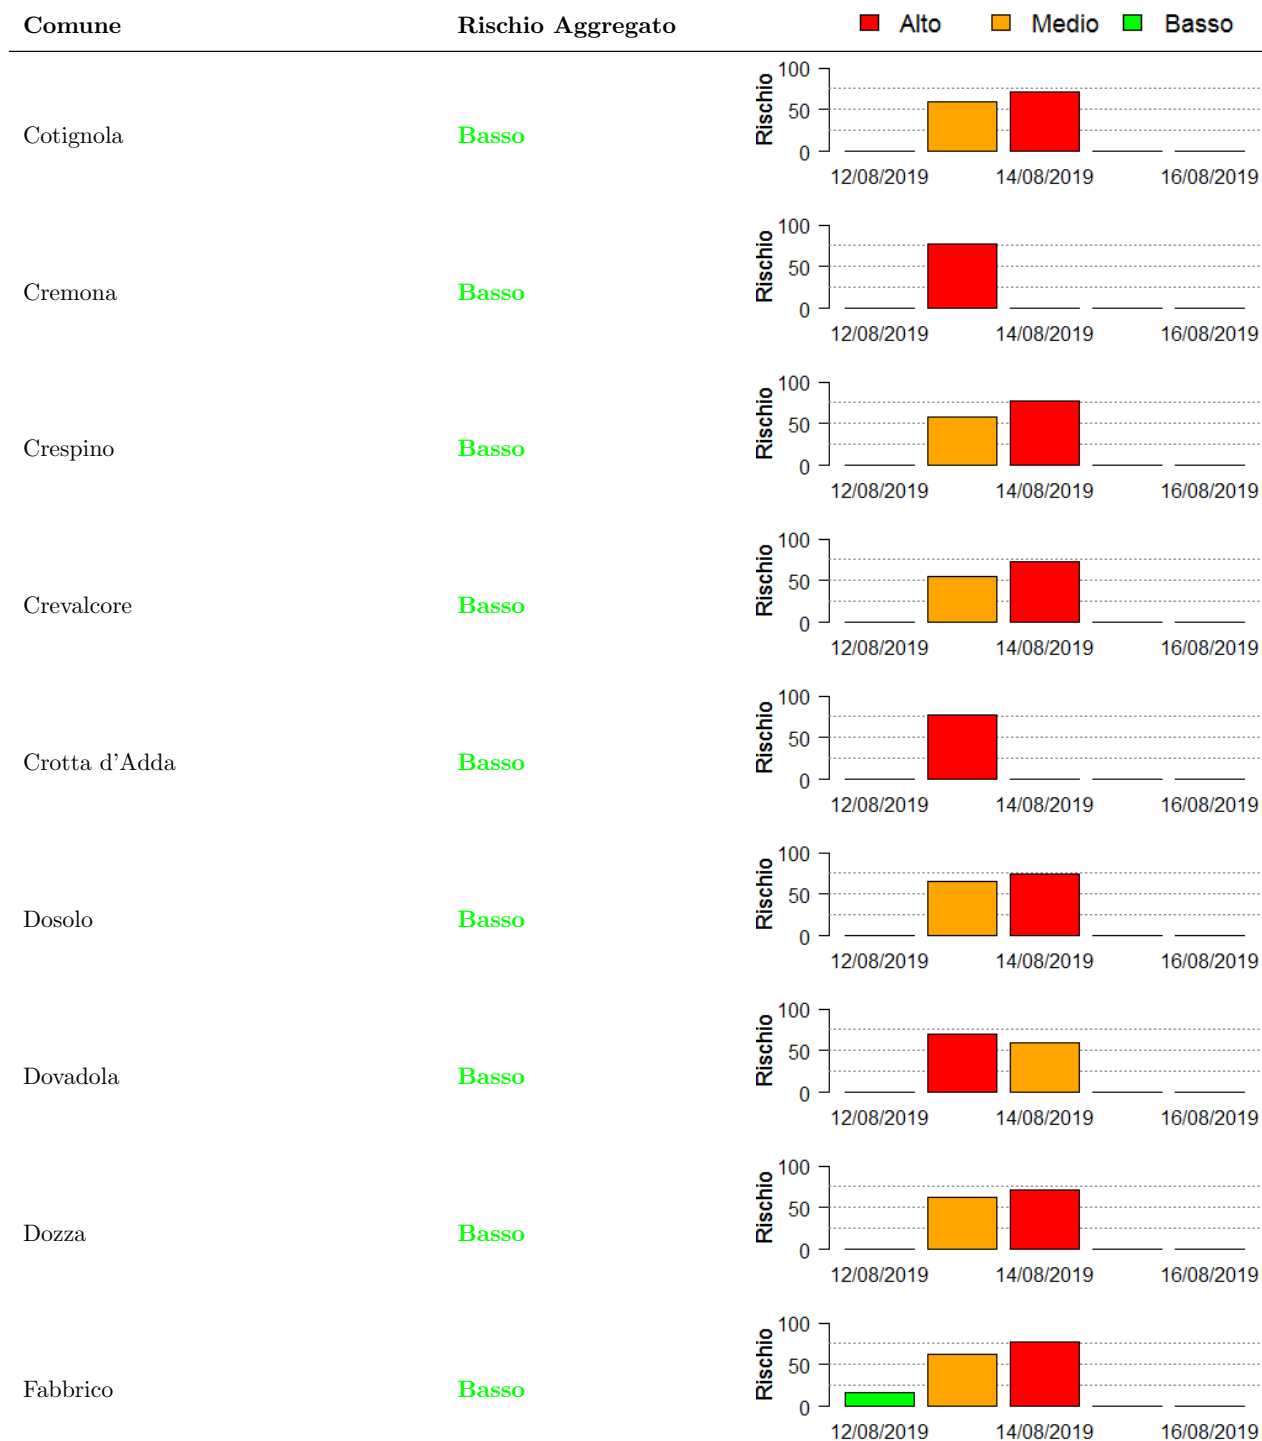 Comune Rischio Aggregato Alto Medio Basso
Cotignola Basso Rischio 100 50 0
12/08/2019 14/08/2019 16/08/2019
Cremona Basso Rischio 100 50 0
12/08/2019 14/08/2019 16/08/2019
Crespino Basso Rischio 100 50 0
12/08/2019 14/08/2019 16/08/2019
Crevalcore Basso Rischio 100 50 0
12/08/2019 14/08/2019 16/08/2019
Crotta d'Adda Basso Rischio 100 50 0
12/08/2019 14/08/2019 16/08/2019
Dosolo Basso Rischio 100 50 0
12/08/2019 14/08/2019 16/08/2019
Dovadola Basso Rischio 100 50 0
12/08/2019 14/08/2019 16/08/2019
Dozza Basso Rischio 100 50 0
12/08/2019 14/08/2019 16/08/2019
Fabbrico Basso Rischio 100 50 0
12/08/2019 14/08/2019 16/08/2019